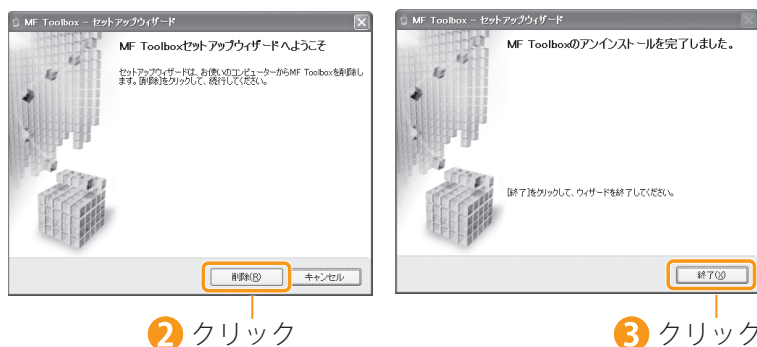 MF Toolbox - セットアップウィザード
MF Toolboxセットアップウィザードへようこそ
セットアップウィザードは、お使いのコンピューターからMF Toolboxを削除し
ます。[削除]をクリックして、続行してください。
削除(R)
キャンセル
2 クリック
MF Toolbox - セットアップウィザード
MF Toolboxのアンインストールを完了しました。
[終了]をクリックして、ウィザードを終了してください。
終了(X)
3 クリック